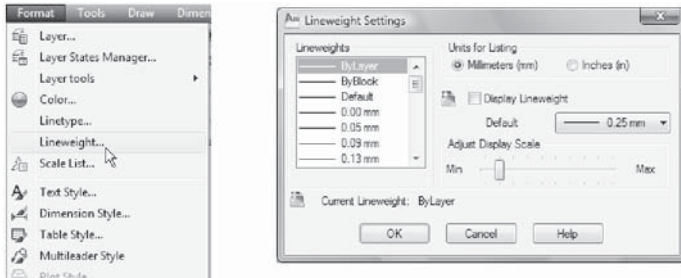 Format Tools Draw Dimen
Layer...
Layer States Manager...
Layer tools
Color...
Linetype...
Lineweight...
Scale List...
Text Style...
Dimension Style...
Table Style...
Multileader Style
Plot Style
Lineweight Settings
Lineweights
ByLayer
ByBlock
Default
0.00 mm
0.05 mm
0.09 mm
0.13 mm
Units for Listing
Millimeters (mm) Inches (in)
Display Lineweight
Default 0.25 mm
Adjust Display Scale
Min Max
Current Lineweight: ByLayer
OK Cancel Help